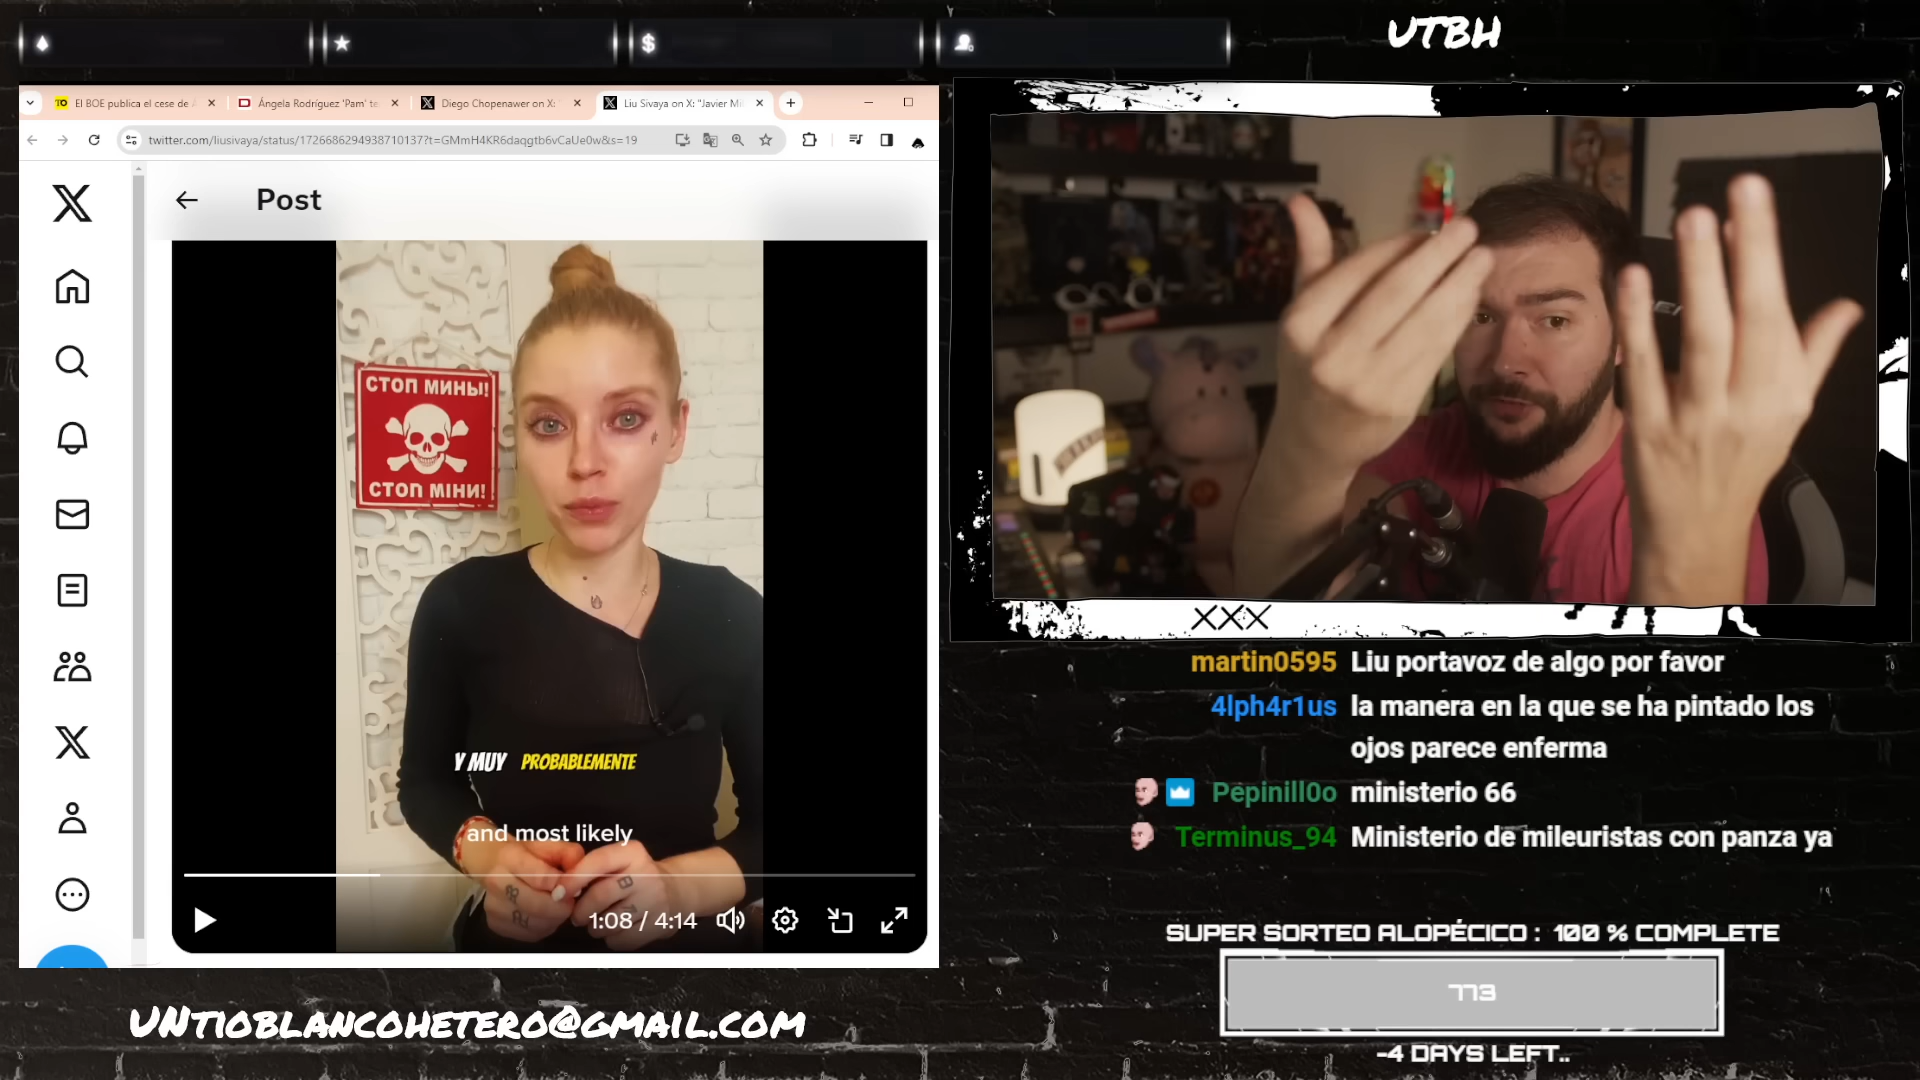 UTBH
El BOE publica el cese de
Ángela Rodríguez 'Pam' te
Diego Chopenawer on X:
Liu Sivaya on X: "Javier Mi
twitter.com/liusivaya/status/1726686294938710137?t=GMmH4KR6daqgtb6vCaUe0w&s=19
Post
СТОП МИНЫ!
СТОП МІНИ!
Y MUY PROBABLEMENTE
and most likely
1:08 / 4:14
XXX
martin0595 Liu portavoz de algo por favor
4lph4r1us la manera en la que se ha pintado los
ojos parece enferma
Pepinill0o ministerio 66
Terminus_94 Ministerio de mileuristas con panza ya
SUPER SORTEO ALOPÉCICO : 100 % COMPLETE
773
-4 DAYS LEFT..
UNTIOBLANCOHETERO@GMAIL.COM